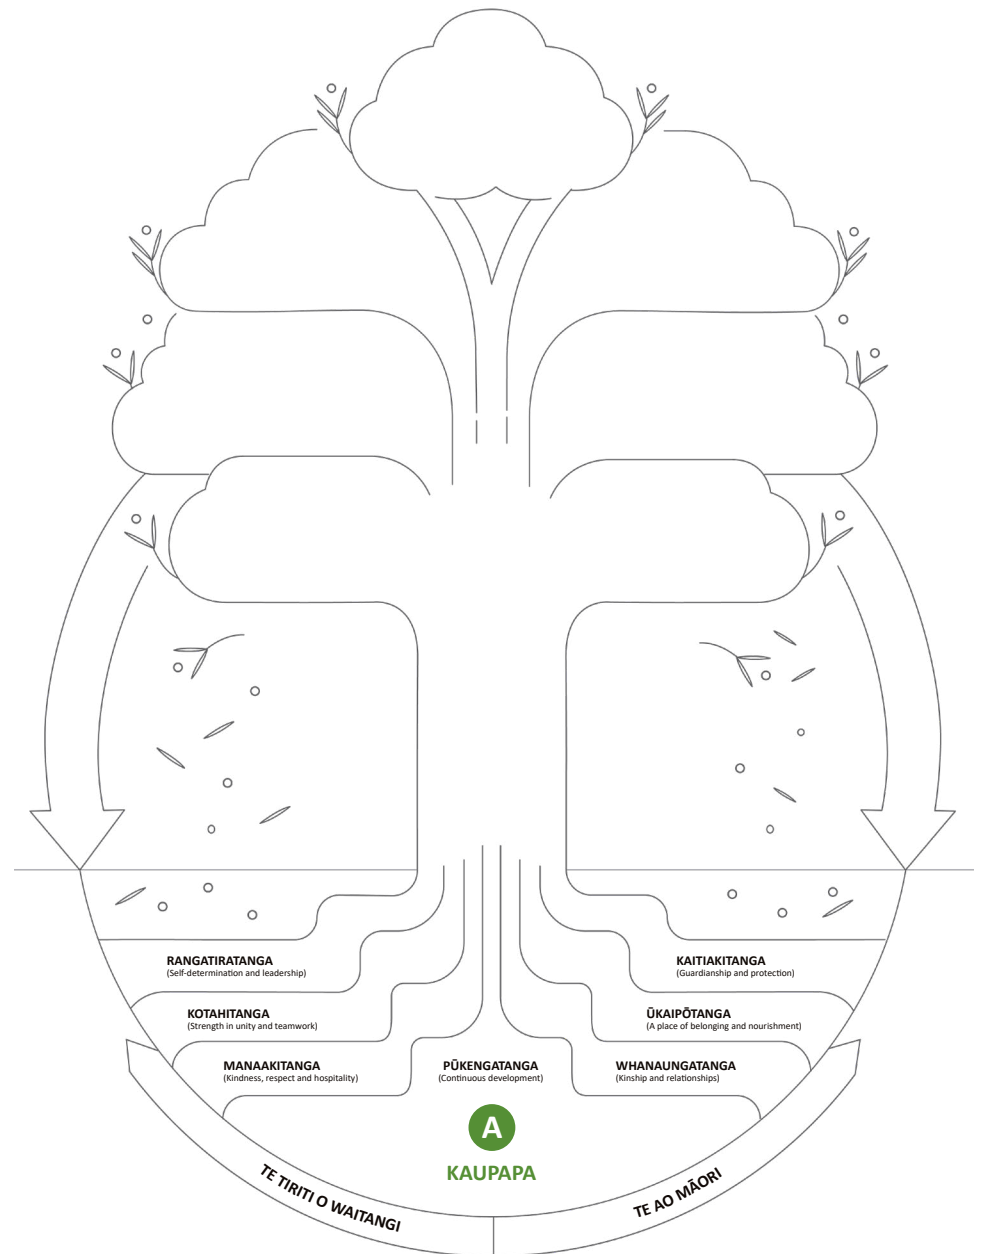 RANGATIRATANGA
(Self-determination and leadership)
KAITIAKITANGA
(Guardianship and protection)
KOTAHITANGA
(Strength in unity and teamwork)
ŪKAIPŌTANGA
(A place of belonging and nourishment)
MANAAKITANGA
(Kindness, respect and hospitality)
PŪKENGATANGA
(Continuous development)
WHANAUNGATANGA
(Kinship and relationships)
A
KAUPAPA
TE TIRITI O WAITANGI
TE AO MĀORI